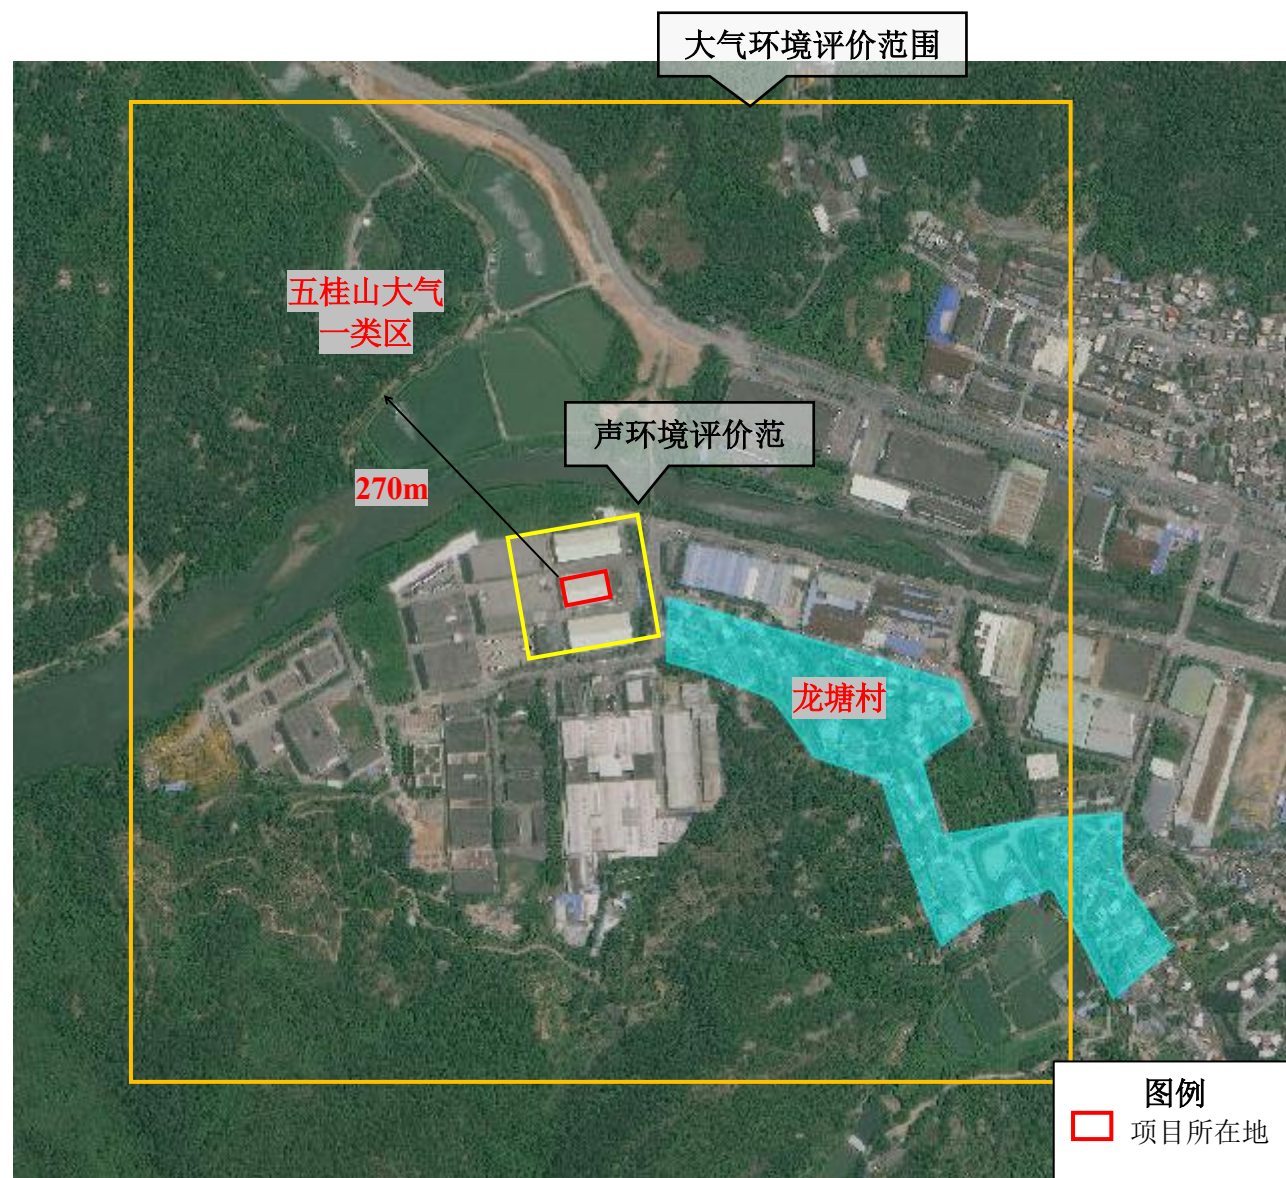 大气环境评价范围
五桂山大气
一类区
声环境评价范
270m
龙塘村
图例
项目所在地